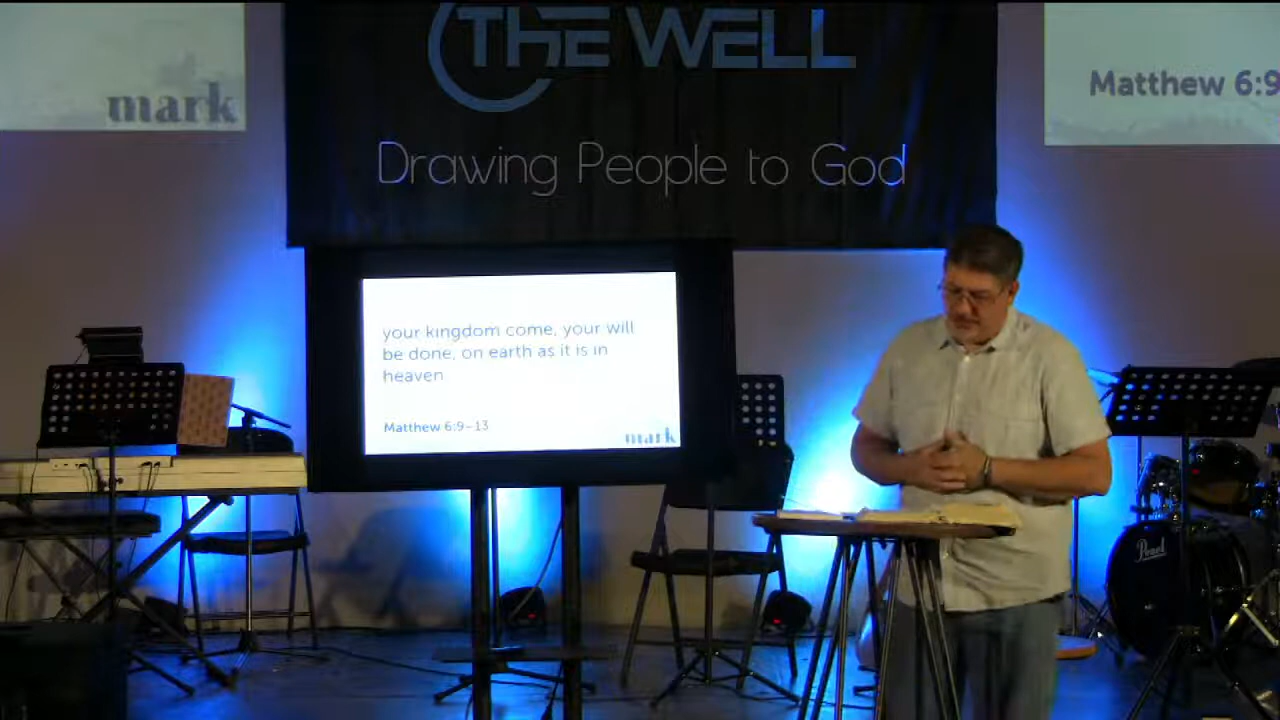 THE WELL
Drawing People to God
mark
Matthew 6:9
your kingdom come, your will
be done, on earth as it is in
heaven
Matthew 6:9–13
mark
Pearl